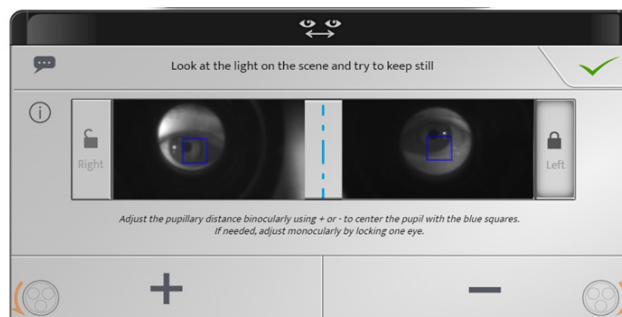 Look at the light on the scene and try to keep still
Right
Left
Adjust the pupillary distance binocularly using + or - to center the pupil with the blue squares.
If needed, adjust monocularly by locking one eye.
+
−